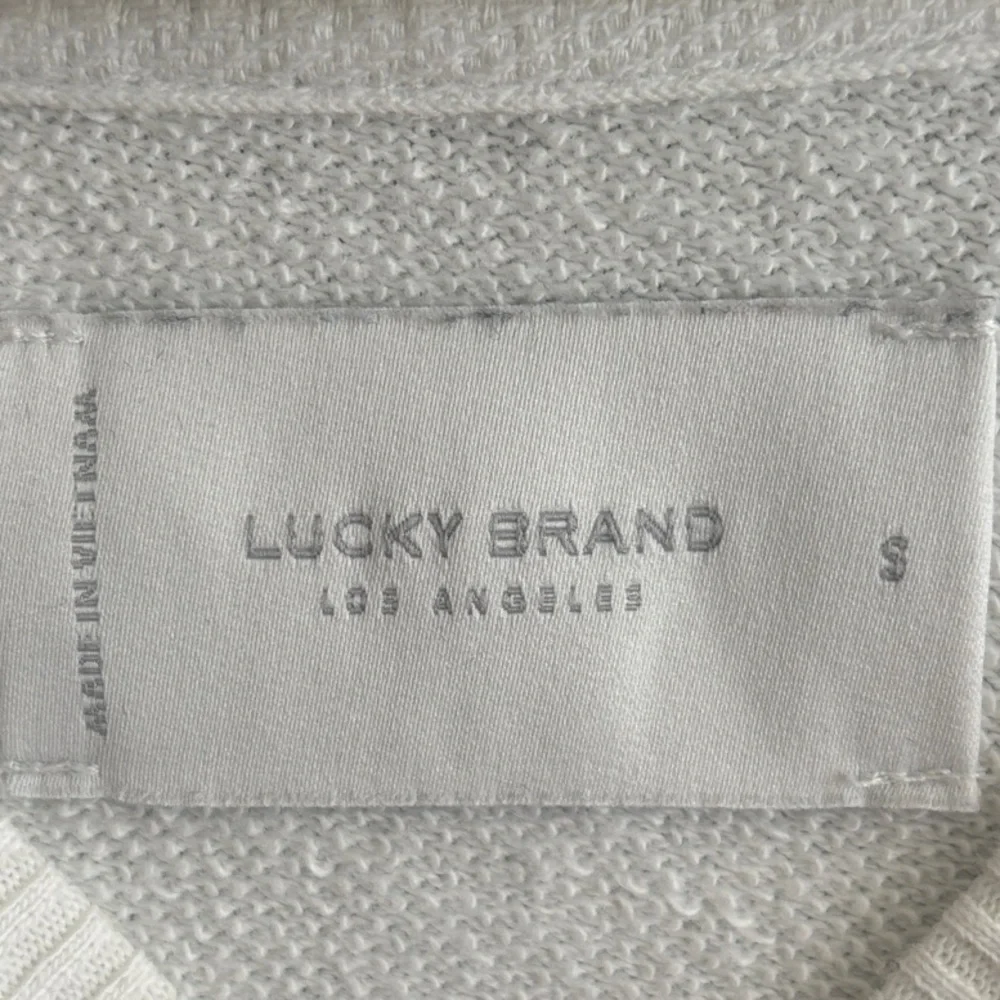 MADE IN VIETNAM
LUCKY BRAND
LOS ANGELES
S